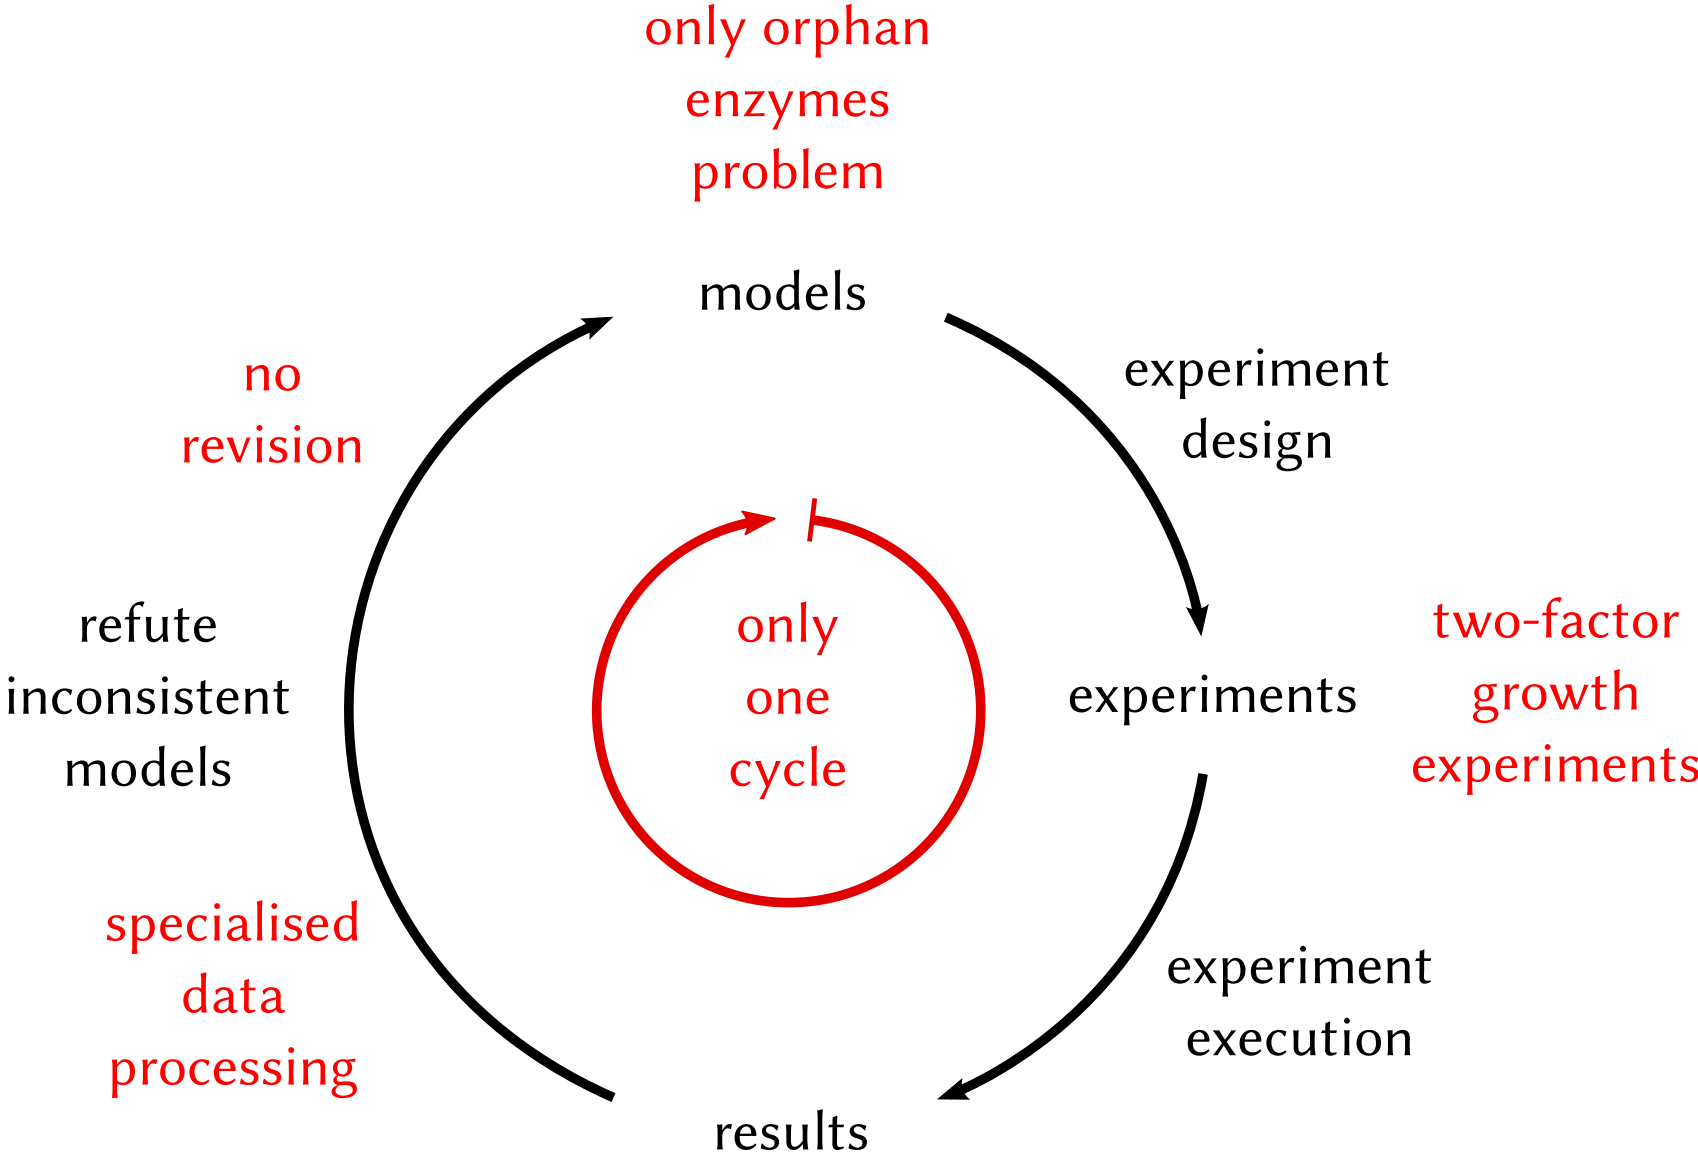 only orphan
enzymes
problem
models
experiment
design
no
revision
only
one
cycle
refute
inconsistent
models
experiments
two-factor
growth
experiments
specialised
data
processing
experiment
execution
results